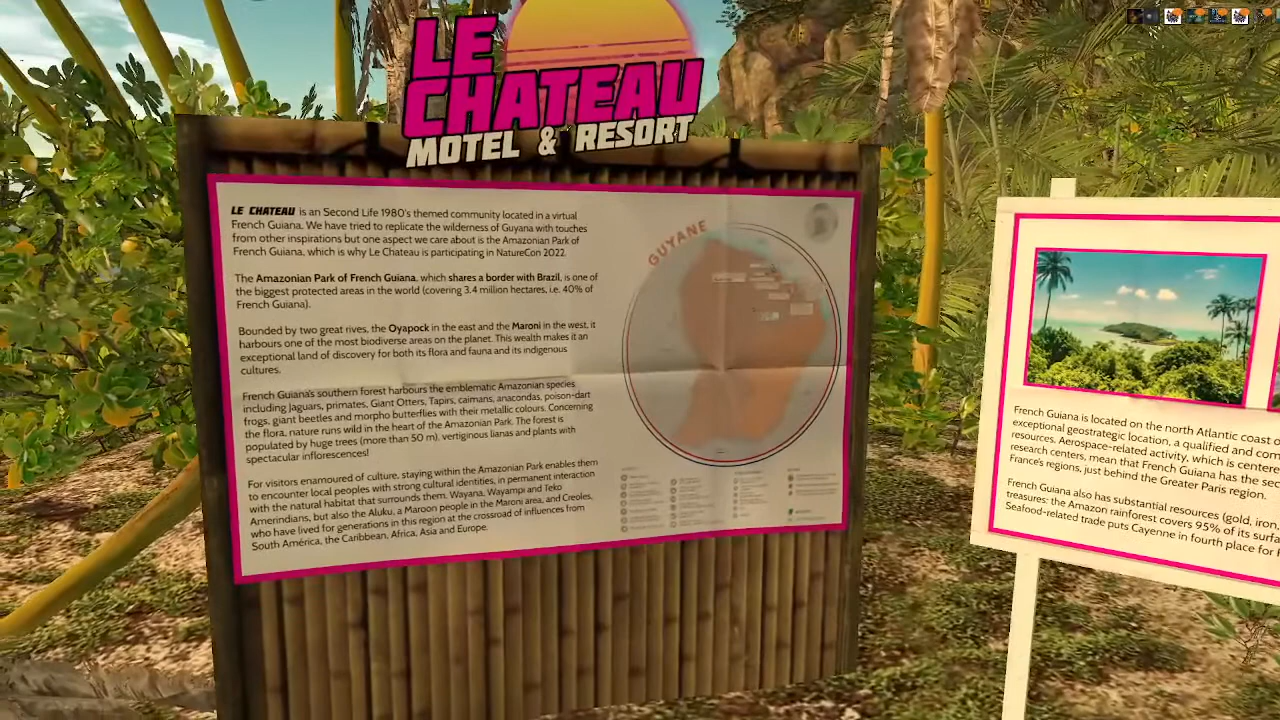 LE
CHATEAU
MOTEL & RESORT
LE CHATEAU is an Second Life 1980's themed community located in a virtual
French Guiana. We have tried to replicate the wilderness of Guyana with touches
from other inspirations but one aspect we care about is the Amazonian Park of
French Guiana, which is why Le Chateau is participating in NatureCon 2022.
The Amazonian Park of French Guiana, which shares a border with Brazil, is one of
the biggest protected areas in the world (covering 3.4 million hectares, i.e. 40% of
French Guiana).
Bounded by two great rives, the Oyapock in the east and the Maroni in the west, it
harbours one of the most biodiverse areas on the planet. This wealth makes it an
exceptional land of discovery for both its flora and fauna and its indigenous
cultures.
French Guiana's southern forest harbours the emblematic Amazonian species
including Jaguars, primates, Giant Otters, Tapirs, caimans, anacondas, poison-dart
frogs, giant beetles and morpho butterflies with their metallic colours. Concerning
the flora, nature runs wild in the heart of the Amazonian Park. The forest is
populated by huge trees (more than 50 m), vertiginous lianas and plants with
spectacular inflorescences!
For visitors enamoured of culture, staying within the Amazonian Park enables them
to encounter local peoples with strong cultural identities, in permanent interaction
with the natural habitat that surrounds them. Wayana, Wayampi and Teko
Amerindians, but also the Aluku, a Maroon people in the Maroni area, and Creoles,
who have lived for generations in this region at the crossroad of influences from
South América, the Caribbean, Africa, Asia and Europe.
GUYANE
French Guiana is located on the north Atlantic coast
exceptional geostrategic location, a qualified and com
resources. Aerospace-related activity, which is centere
research centers, mean that French Guiana has the sec
France's regions, just behind the Greater Paris region.
French Guiana also has substantial resources (gold, iron,
treasures: the Amazon rainforest covers 95% of its surfa
Seafood-related trade puts Cayenne in fourth place for